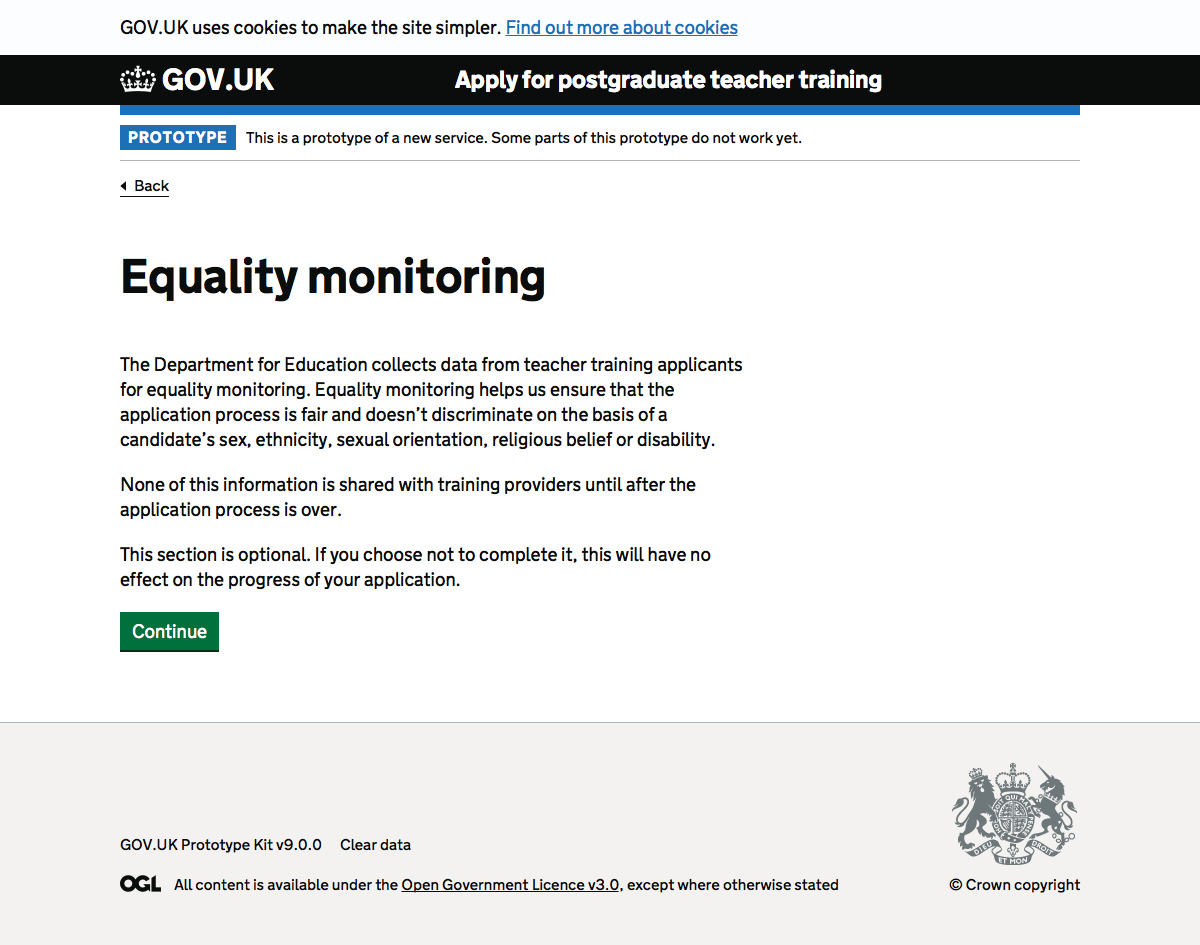 GOV.UK uses cookies to make the site simpler. Find out more about cookies
GOV.UK Apply for postgraduate teacher training
PROTOTYPE This is a prototype of a new service. Some parts of this prototype do not work yet.
Back
Equality monitoring
The Department for Education collects data from teacher training applicants
for equality monitoring. Equality monitoring helps us ensure that the
application process is fair and doesn’t discriminate on the basis of a
candidate’s sex, ethnicity, sexual orientation, religious belief or disability.
None of this information is shared with training providers until after the
application process is over.
This section is optional. If you choose not to complete it, this will have no
effect on the progress of your application.
Continue
GOV.UK Prototype Kit v9.0.0 Clear data
OGL All content is available under the Open Government Licence v3.0, except where otherwise stated
DIEU ET MON DROIT
© Crown copyright